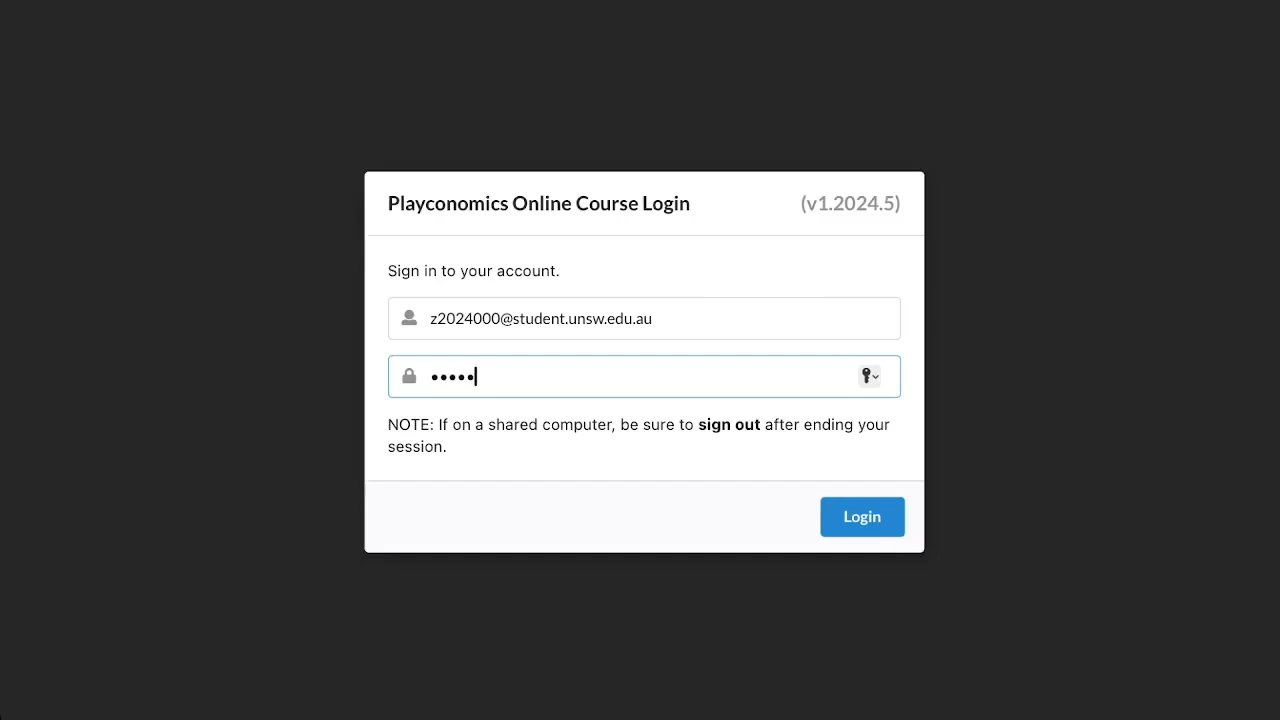 Playconomics Online Course Login (v1.2024.5)
Sign in to your account.
z2024000@student.unsw.edu.au
•••••
NOTE: If on a shared computer, be sure to sign out after ending your
session.
Login